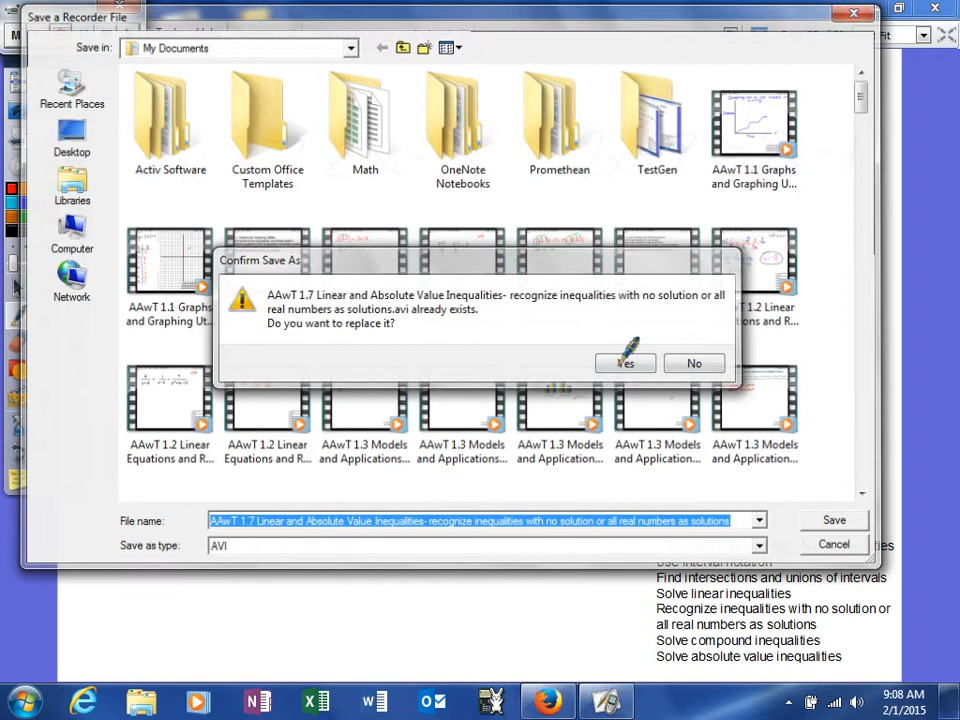 Save a Recorder File
Fit
Save in:
My Documents
Recent Places
Desktop
Libraries
Computer
Network
Activ Software
Custom Office
Templates
Math
OneNote
Notebooks
Promethean
TestGen
AAwT 1.1 Graphs
and Graphing U...
AAwT 1.1 Graphs
and Graphing Ut...
Confirm Save As
AAwT 1.7 Linear and Absolute Value Inequalities- recognize inequalities with no solution or all
real numbers as solutions.avi already exists.
Do you want to replace it?
Yes
No
AAwT 1.2 Linear
Equations and R...
AAwT 1.2 Linear
Equations and R...
AAwT 1.3 Models
and Applications...
AAwT 1.3 Models
and Applications...
AAwT 1.3 Models
and Application...
AAwT 1.3 Models
and Applications...
AAwT 1.3 Models
and Applications...
File name:
AAwT 1.7 Linear and Absolute Value Inequalities- recognize inequalities with no solution or all real numbers as solutions
Save
Save as type:
AVI
Cancel
Use interval notation
Find intersections and unions of intervals
Solve linear inequalities
Recognize inequalities with no solution or
all real numbers as solutions
Solve compound inequalities
Solve absolute value inequalities
9:08 AM
2/1/2015